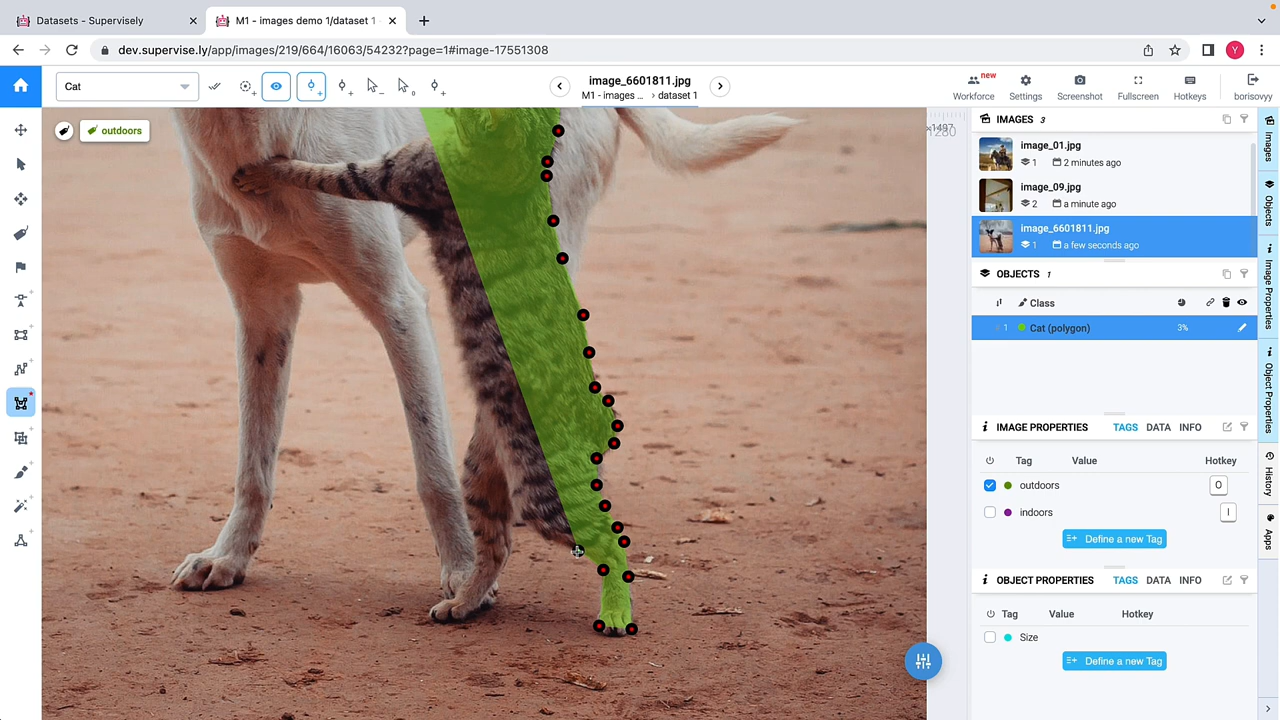 Datasets - Supervisely
M1 - images demo 1/dataset 1
dev.supervise.ly/app/images/219/664/16063/54232?page=1#image-17551308
Y
Cat
image_6601811.jpg
M1 - images ... > dataset 1
new
Workforce
Settings
Screenshot
Fullscreen
Hotkeys
borisovyy
outdoors
IMAGES 3
image_01.jpg
1 2 minutes ago
image_09.jpg
2 a minute ago
image_6601811.jpg
1 a few seconds ago
OBJECTS 1
Class
1 Cat (polygon) 3%
IMAGE PROPERTIES TAGS DATA INFO
Tag Value Hotkey
outdoors O
indoors I
Define a new Tag
OBJECT PROPERTIES TAGS DATA INFO
Tag Value Hotkey
Size
Define a new Tag
Images
Objects
Image Properties
Object Properties
History
Apps